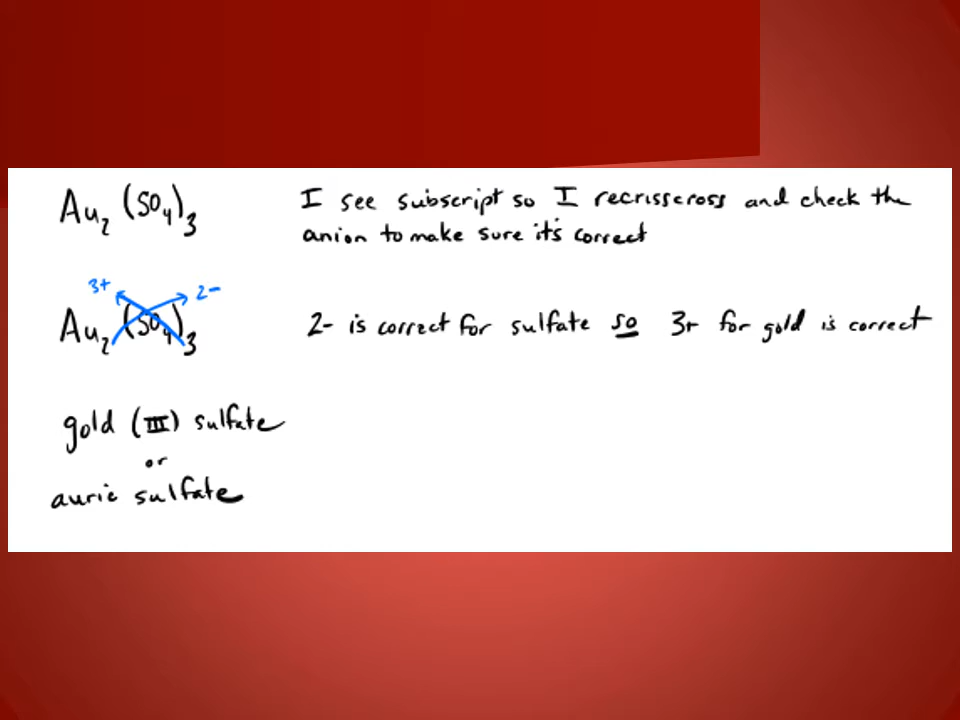 Au₂(SO₄)₃
I see subscript so I recrisscross and check the
anion to make sure it's correct
3+ 2-
Au₂(SO₄)₃
2- is correct for sulfate so 3+ for gold is correct
gold (III) sulfate
or
auric sulfate